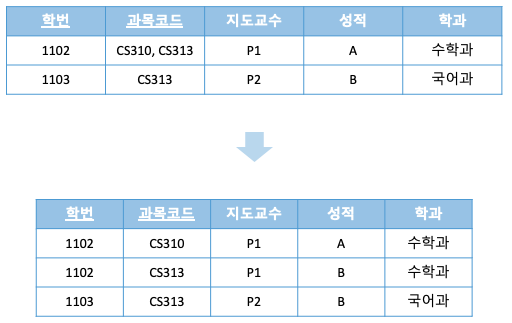 학번 과목코드 지도교수 성적 학과
1102 CS310, CS313 P1 A 수학과
1103 CS313 P2 B 국어과
학번 과목코드 지도교수 성적 학과
1102 CS310 P1 A 수학과
1102 CS313 P1 B 수학과
1103 CS313 P2 B 국어과